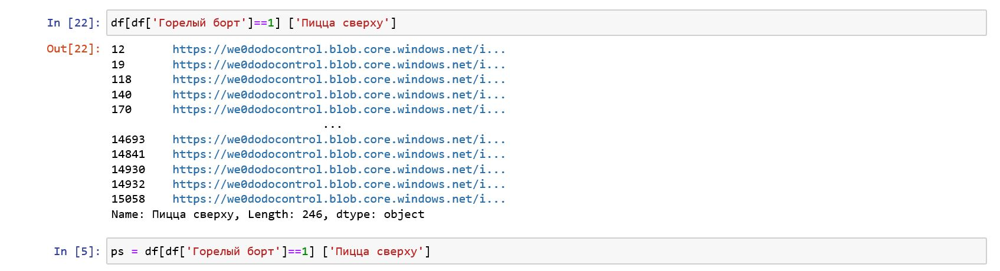 In [22]: df[df['Горелый борт']==1] ['Пицца сверху']
Out[22]: 12 https://we0dodocontrol.blob.core.windows.net/i...
19 https://we0dodocontrol.blob.core.windows.net/i...
118 https://we0dodocontrol.blob.core.windows.net/i...
140 https://we0dodocontrol.blob.core.windows.net/i...
170 https://we0dodocontrol.blob.core.windows.net/i...
...
14693 https://we0dodocontrol.blob.core.windows.net/i...
14841 https://we0dodocontrol.blob.core.windows.net/i...
14930 https://we0dodocontrol.blob.core.windows.net/i...
14932 https://we0dodocontrol.blob.core.windows.net/i...
15058 https://we0dodocontrol.blob.core.windows.net/i...
Name: Пицца сверху, Length: 246, dtype: object
In [5]: ps = df[df['Горелый борт']==1] ['Пицца сверху']